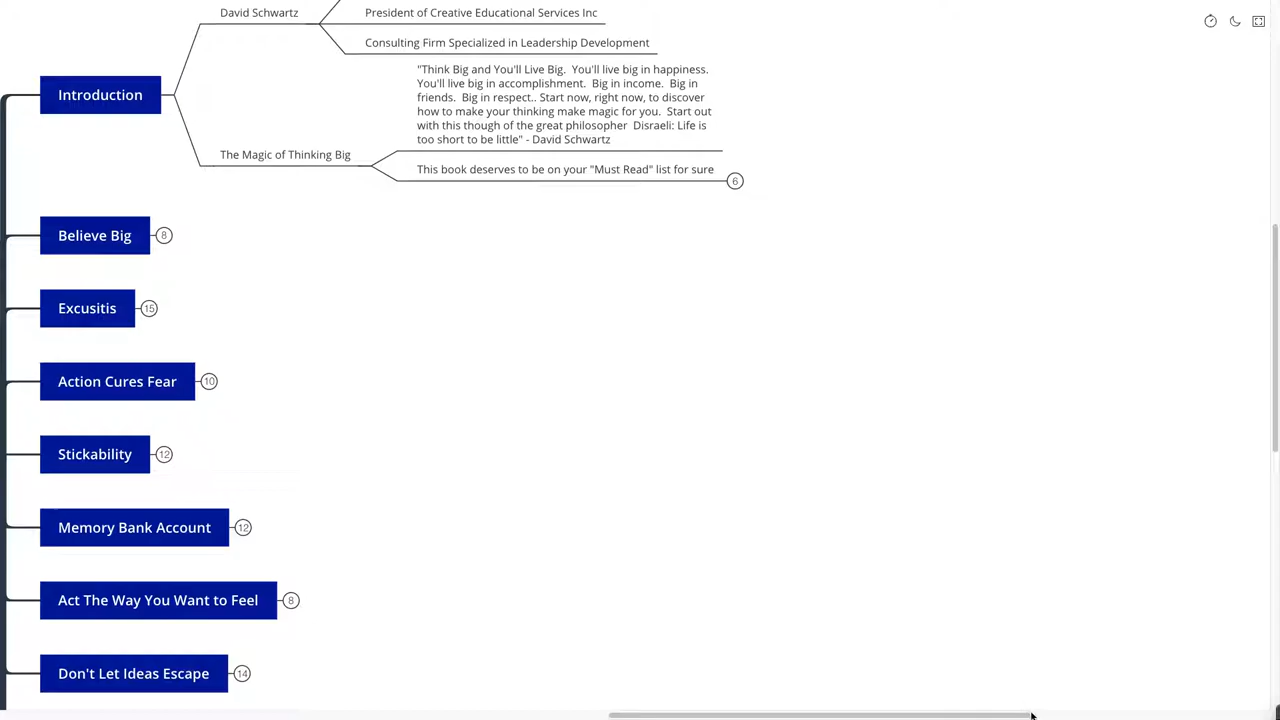 David Schwartz
President of Creative Educational Services Inc
Consulting Firm Specialized in Leadership Development
Introduction
"Think Big and You'll Live Big. You'll live big in happiness.
You'll live big in accomplishment. Big in income. Big in
friends. Big in respect.. Start now, right now, to discover
how to make your thinking make magic for you. Start out
with this though of the great philosopher Disraeli: Life is
too short to be little" - David Schwartz
The Magic of Thinking Big
This book deserves to be on your "Must Read" list for sure
6
Believe Big
8
Excusitis
15
Action Cures Fear
10
Stickability
12
Memory Bank Account
12
Act The Way You Want to Feel
8
Don't Let Ideas Escape
14